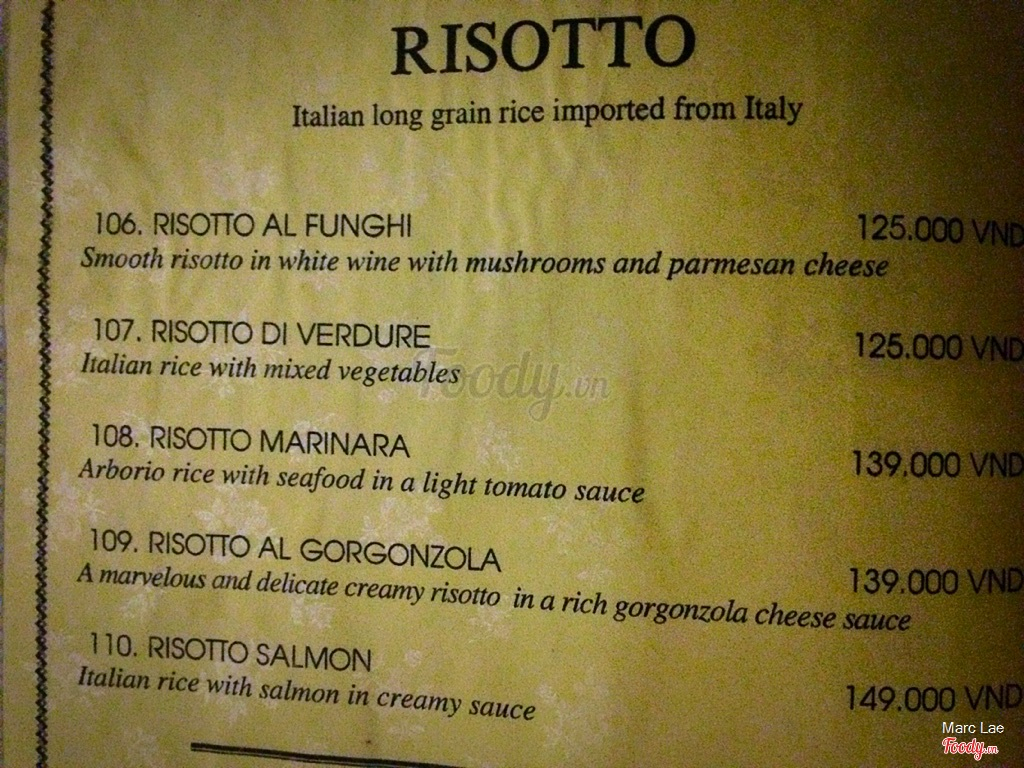 RISOTTO
Italian long grain rice imported from Italy
106. RISOTTO AL FUNGHI 125.000 VND
Smooth risotto in white wine with mushrooms and parmesan cheese
107. RISOTTO DI VERDURE 125.000 VND
Italian rice with mixed vegetables
Foody.vn
108. RISOTTO MARINARA 139.000 VND
Arborio rice with seafood in a light tomato sauce
109. RISOTTO AL GORGONZOLA 139.000 VND
A marvelous and delicate creamy risotto in a rich gorgonzola cheese sauce
110. RISOTTO SALMON 149.000 VND
Italian rice with salmon in creamy sauce
Marc Lae
Foody.vn